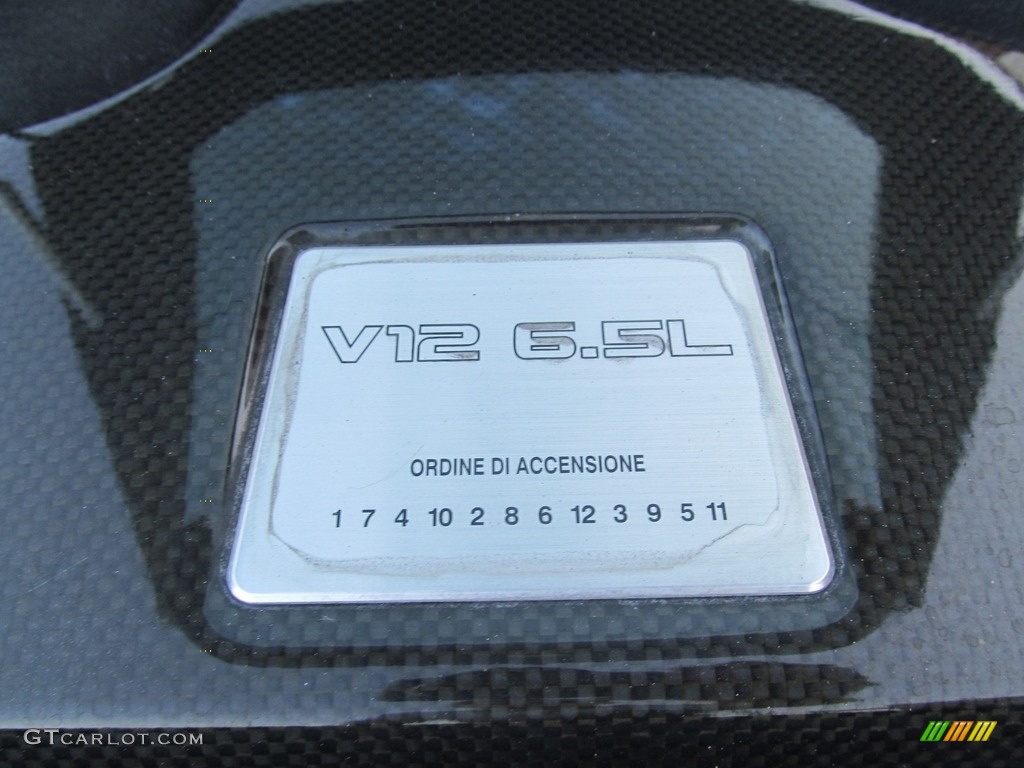 V12 6.5L
ORDINE DI ACCENSIONE
1 7 4 10 2 8 6 12 3 9 5 11
GTCARLOT.COM